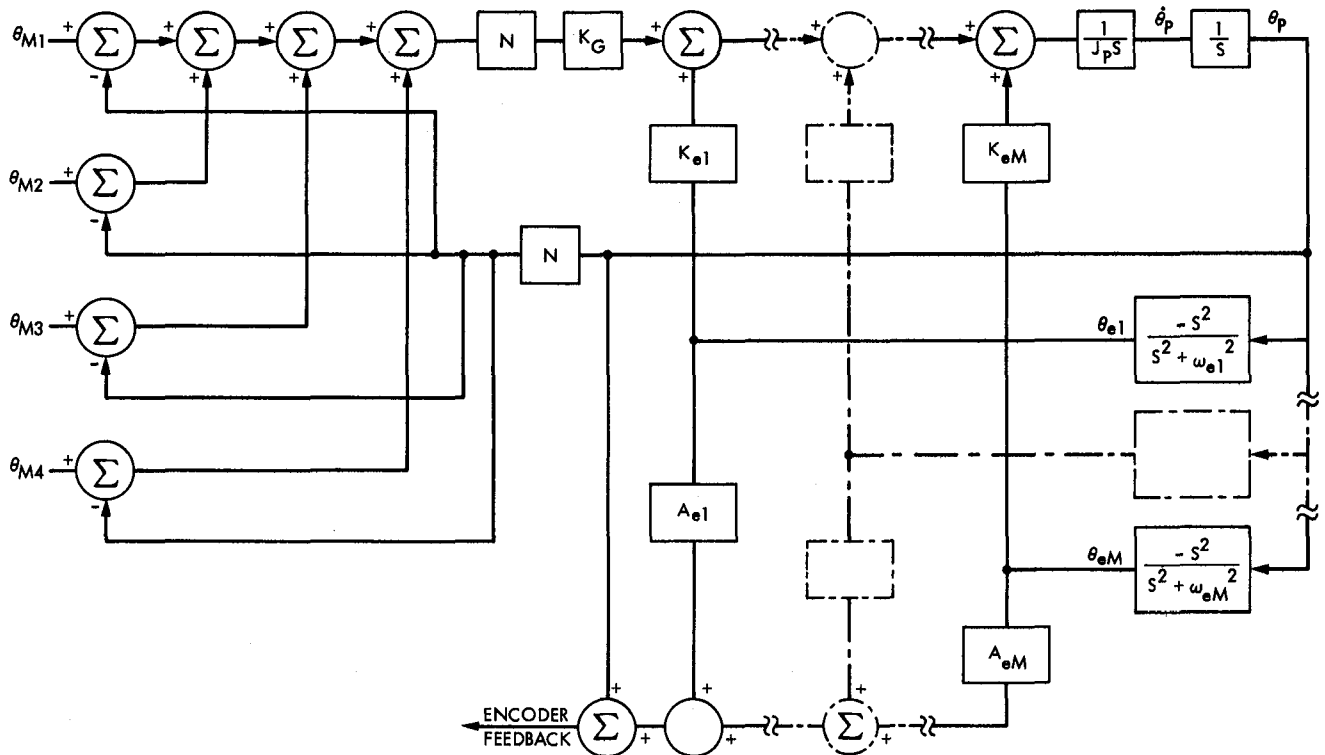 θM1 + Σ + + Σ + + Σ + + Σ N KG + Σ + + Σ 1/JpS θ̇p 1/S θp
- + + + + + +
Ke1 KeM
θM2 + Σ
-
N
θM3 + Σ
-
θe1 -S²/S² + ωe1²
θM4 + Σ
-
Ae1
θeM -S²/S² + ωeM²
AeM
+ + +
ENCODER Σ + + Σ +
FEEDBACK